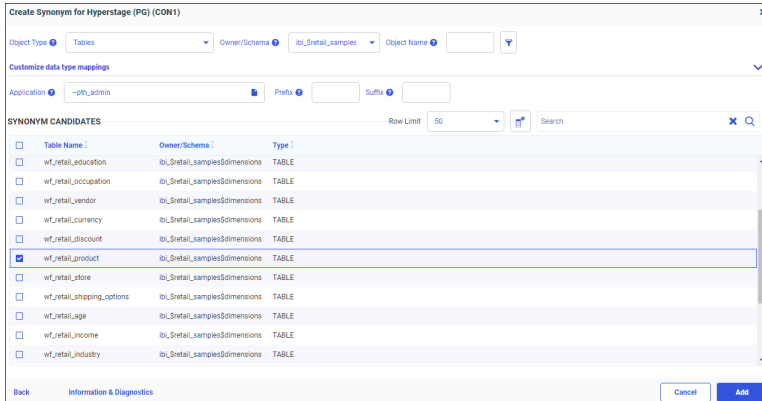 Create Synonym for Hyperstage (PG) (CON1)
Object Type Tables Owner/Schema ibi_$retail_samples Object Name
Customize data type mappings
Application ~pth_admin Prefix Suffix
SYNONYM CANDIDATES Row Limit 50 Search
Table Name Owner/Schema Type
wf_retail_education ibi_$retail_samples$dimensions TABLE
wf_retail_occupation ibi_$retail_samples$dimensions TABLE
wf_retail_vendor ibi_$retail_samples$dimensions TABLE
wf_retail_currency ibi_$retail_samples$dimensions TABLE
wf_retail_discount ibi_$retail_samples$dimensions TABLE
wf_retail_product ibi_$retail_samples$dimensions TABLE
wf_retail_store ibi_$retail_samples$dimensions TABLE
wf_retail_shipping_options ibi_$retail_samples$dimensions TABLE
wf_retail_age ibi_$retail_samples$dimensions TABLE
wf_retail_income ibi_$retail_samples$dimensions TABLE
wf_retail_industry ibi_$retail_samples$dimensions TABLE
Back Information & Diagnostics Cancel Add